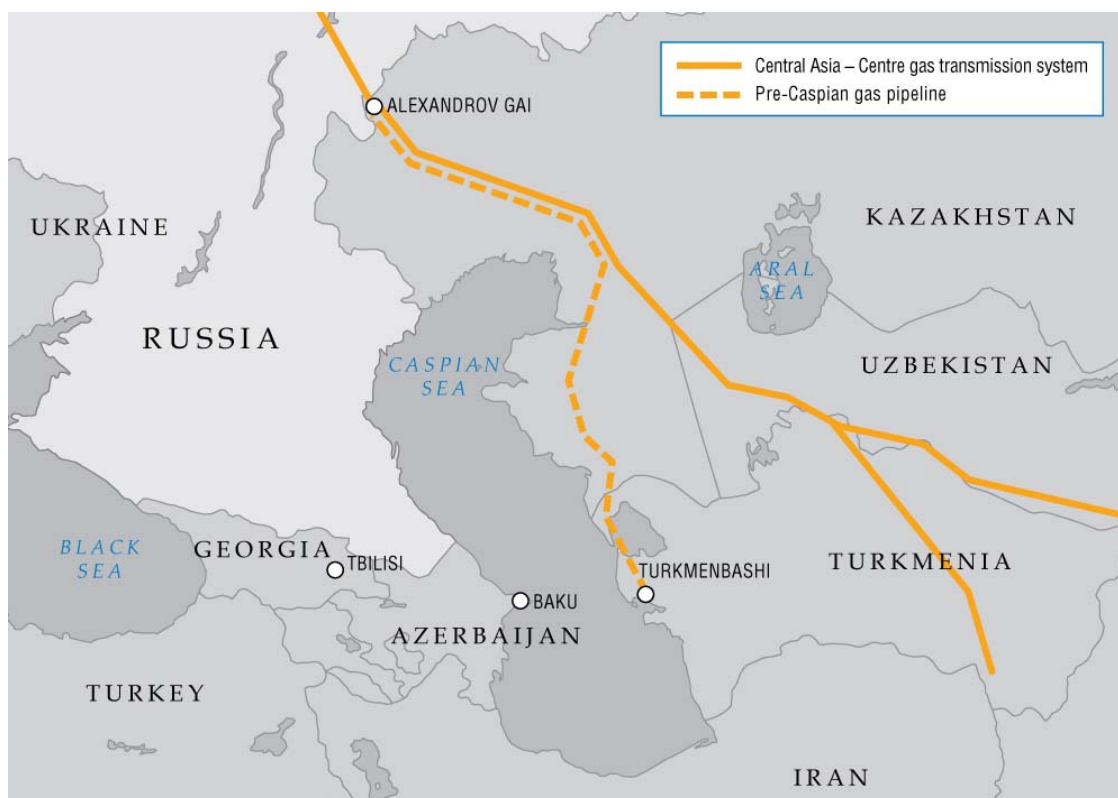 Central Asia – Centre gas transmission system
Pre-Caspian gas pipeline
ALEXANDROV GAI
UKRAINE
KAZAKHSTAN
ARAL
SEA
RUSSIA
CASPIAN
SEA
UZBEKISTAN
BLACK
SEA
GEORGIA
TBILISI
TURKMENBASHI
TURKMENIA
BAKU
AZERBAIJAN
TURKEY
IRAN